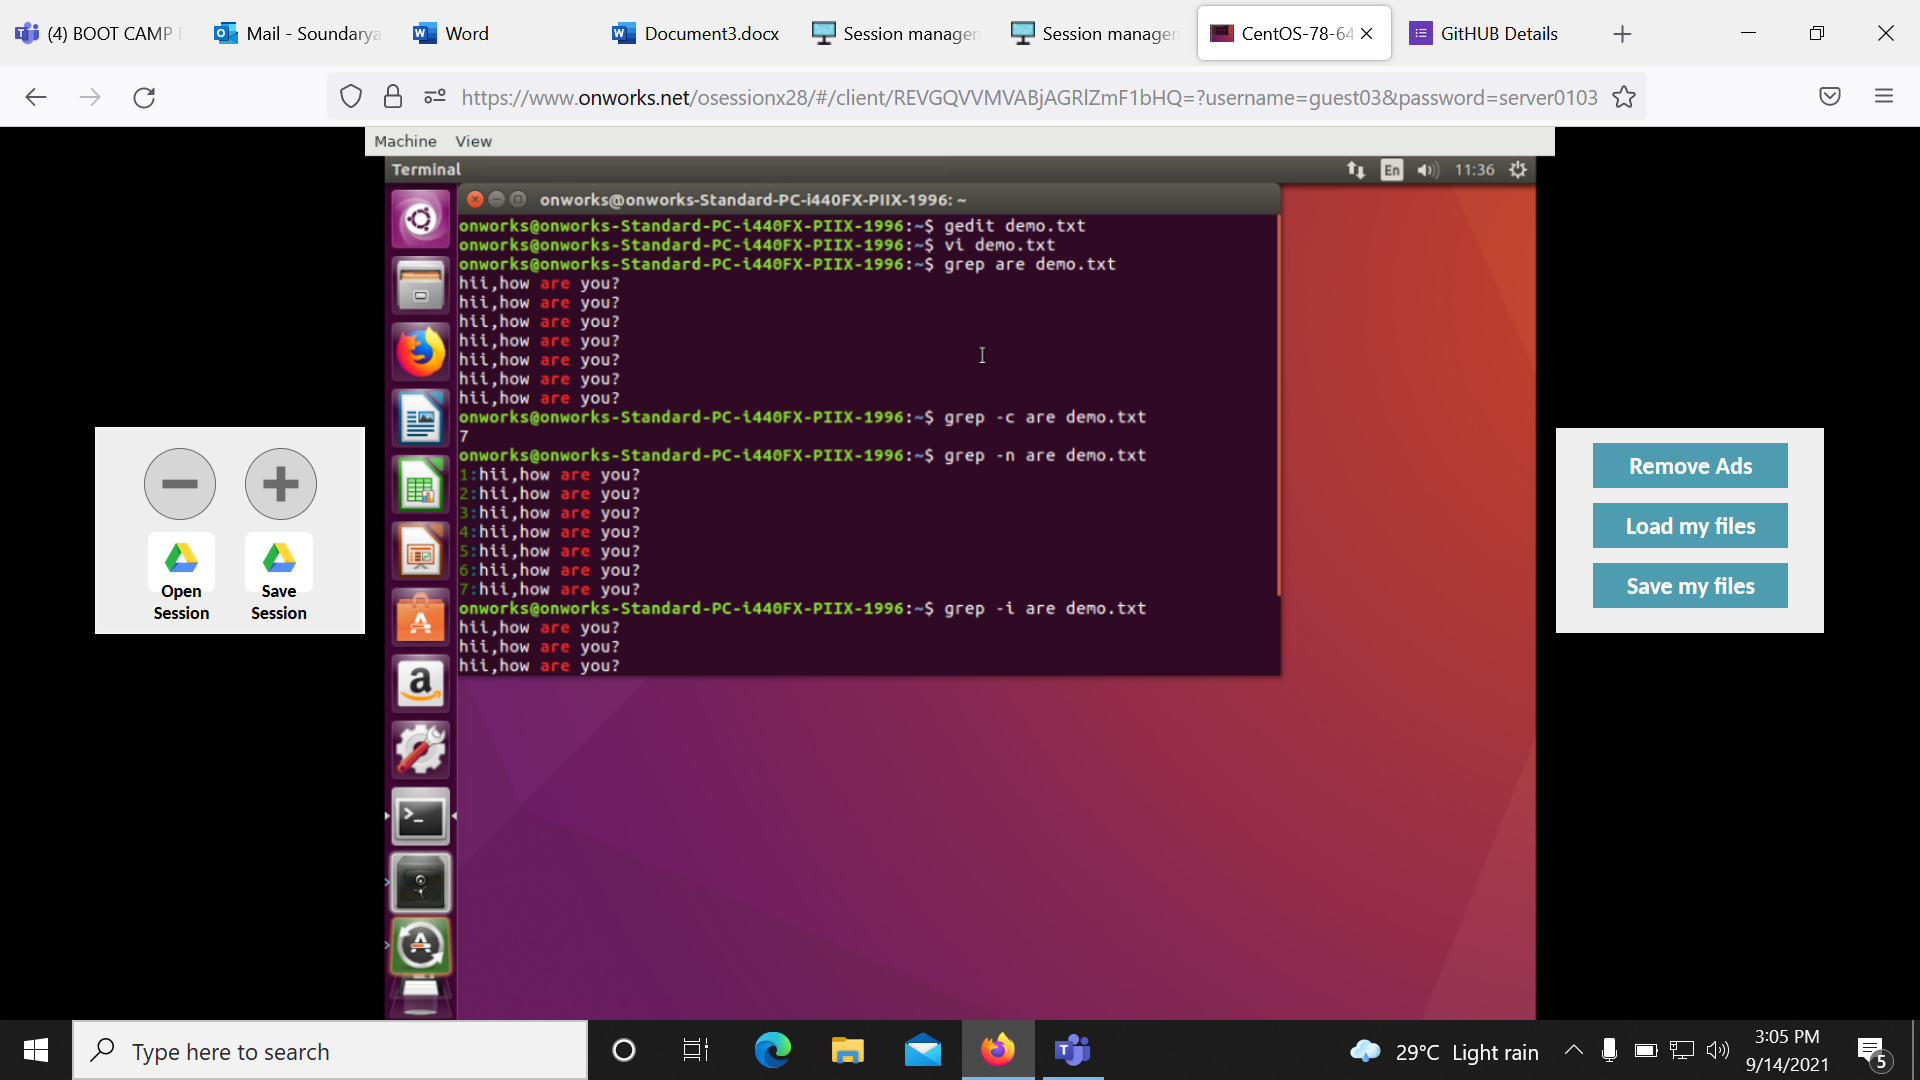 (4) BOOT CAMP
Mail - Soundarya
Word
Document3.docx
Session manager
Session manager
CentOS-78-64
GitHUB Details
https://www.onworks.net/osessionx28/#/client/REVGQVVMVABjAGRlZmF1bHQ=?username=guest03&password=server0103
Machine View
Terminal
En
11:36
onworks@onworks-Standard-PC-i440FX-PIIX-1996: ~
onworks@onworks-Standard-PC-i440FX-PIIX-1996:~$ gedit demo.txt
onworks@onworks-Standard-PC-i440FX-PIIX-1996:~$ vi demo.txt
onworks@onworks-Standard-PC-i440FX-PIIX-1996:~$ grep are demo.txt
hii,how are you?
hii,how are you?
hii,how are you?
hii,how are you?
hii,how are you?
hii,how are you?
hii,how are you?
onworks@onworks-Standard-PC-i440FX-PIIX-1996:~$ grep -c are demo.txt
7
onworks@onworks-Standard-PC-i440FX-PIIX-1996:~$ grep -n are demo.txt
1:hii,how are you?
2:hii,how are you?
3:hii,how are you?
4:hii,how are you?
5:hii,how are you?
6:hii,how are you?
7:hii,how are you?
onworks@onworks-Standard-PC-i440FX-PIIX-1996:~$ grep -i are demo.txt
hii,how are you?
hii,how are you?
hii,how are you?
Open
Session
Save
Session
Remove Ads
Load my files
Save my files
Type here to search
29°C Light rain
3:05 PM
9/14/2021
5